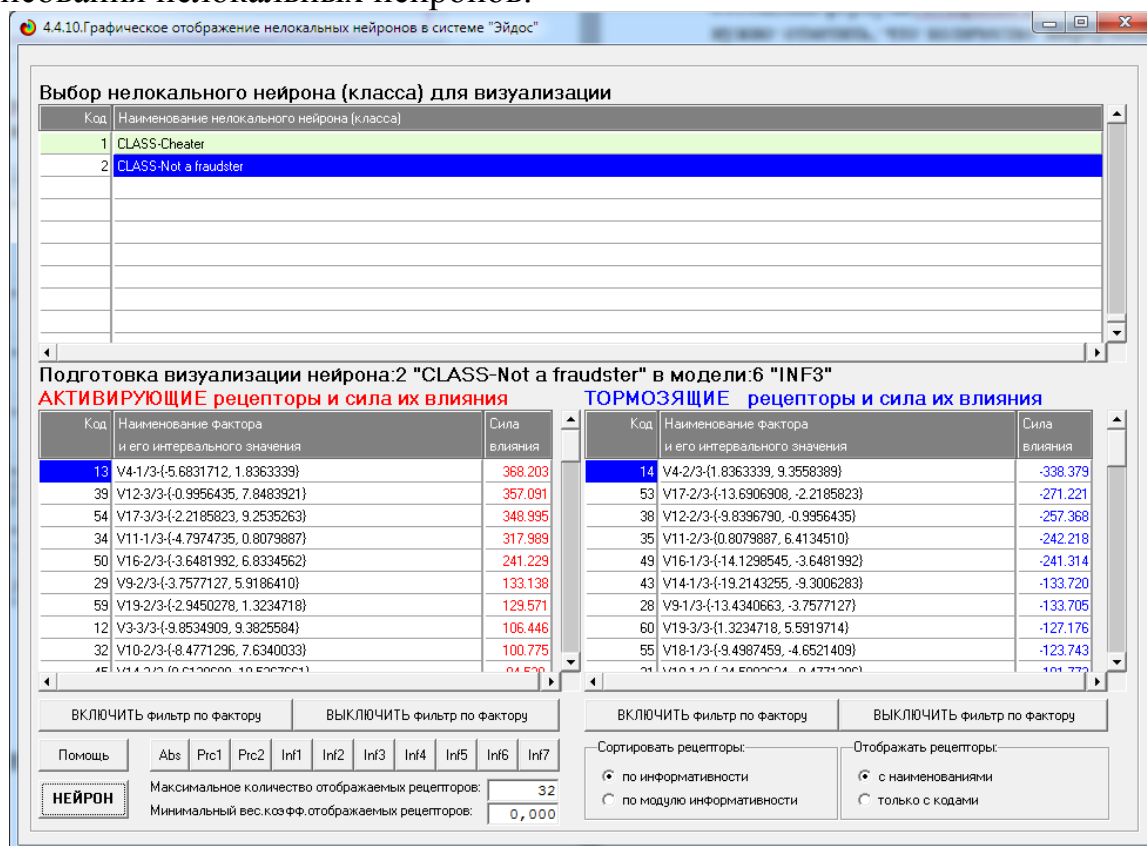 нелокальных нейронов.
4.4.10.Графическое отображение нелокальных нейронов в системе "Эйдос"
Выбор нелокального нейрона (класса) для визуализации
Код Наименование нелокального нейрона (класса)
1 CLASS-Cheater
2 CLASS-Not a fraudster
Подготовка визуализации нейрона:2 "CLASS-Not a fraudster" в модели:6 "INF3"
АКТИВИРУЮЩИЕ рецепторы и сила их влияния
Код Наименование фактора и его интервального значения Сила влияния
13 V4-1/3-{-5.6831712, 1.8363339} 368.203
39 V12-3/3-{-0.9956435, 7.8483921} 357.091
54 V17-3/3-{-2.2185823, 9.2535263} 348.995
34 V11-1/3-{-4.7974735, 0.8079887} 317.989
50 V16-2/3-{-3.6481992, 6.8334562} 241.229
29 V9-2/3-{-3.7577127, 5.9186410} 133.138
59 V19-2/3-{-2.9450278, 1.3234718} 129.571
12 V3-3/3-{-9.8534909, 9.3825584} 106.446
32 V10-2/3-{-8.4771296, 7.6340033} 100.775
ТОРМОЗЯЩИЕ рецепторы и сила их влияния
Код Наименование фактора и его интервального значения Сила влияния
14 V4-2/3-{1.8363339, 9.3558389} -338.379
53 V17-2/3-{-13.6906908, -2.2185823} -271.221
38 V12-2/3-{-9.8396790, -0.9956435} -257.368
35 V11-2/3-{0.8079887, 6.4134510} -242.218
49 V16-1/3-{-14.1298545, -3.6481992} -241.314
43 V14-1/3-{-19.2143255, -9.3006283} -133.720
28 V9-1/3-{-13.4340663, -3.7577127} -133.705
60 V19-3/3-{1.3234718, 5.5919714} -127.176
55 V18-1/3-{-9.4987459, -4.6521409} -123.743
ВКЛЮЧИТЬ фильтр по фактору ВЫКЛЮЧИТЬ фильтр по фактору ВКЛЮЧИТЬ фильтр по фактору ВЫКЛЮЧИТЬ фильтр по фактору
Помощь Abs Prc1 Prc2 Inf1 Inf2 Inf3 Inf4 Inf5 Inf6 Inf7
НЕЙРОН
Максимальное количество отображаемых рецепторов: 32
Минимальный вес.коэфф.отображаемых рецепторов: 0,000
Сортировать рецепторы:
по информативности
по модулю информативности
Отображать рецепторы:
с наименованиями
только с кодами